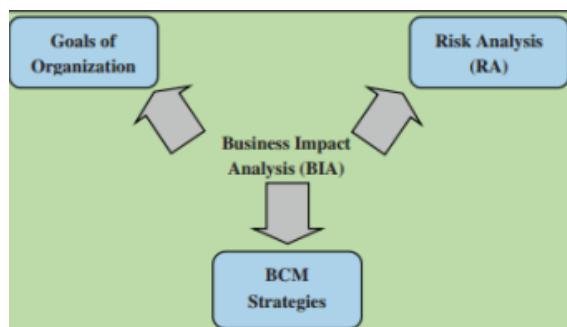 Goals of
Organization
Risk Analysis
(RA)
Business Impact
Analysis (BIA)
BCM
Strategies